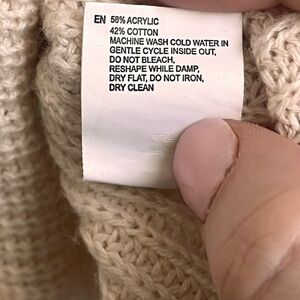 EN 58% ACRYLIC
42% COTTON
MACHINE WASH COLD WATER IN
GENTLE CYCLE INSIDE OUT,
DO NOT BLEACH,
RESHAPE WHILE DAMP,
DRY FLAT, DO NOT IRON,
DRY CLEAN